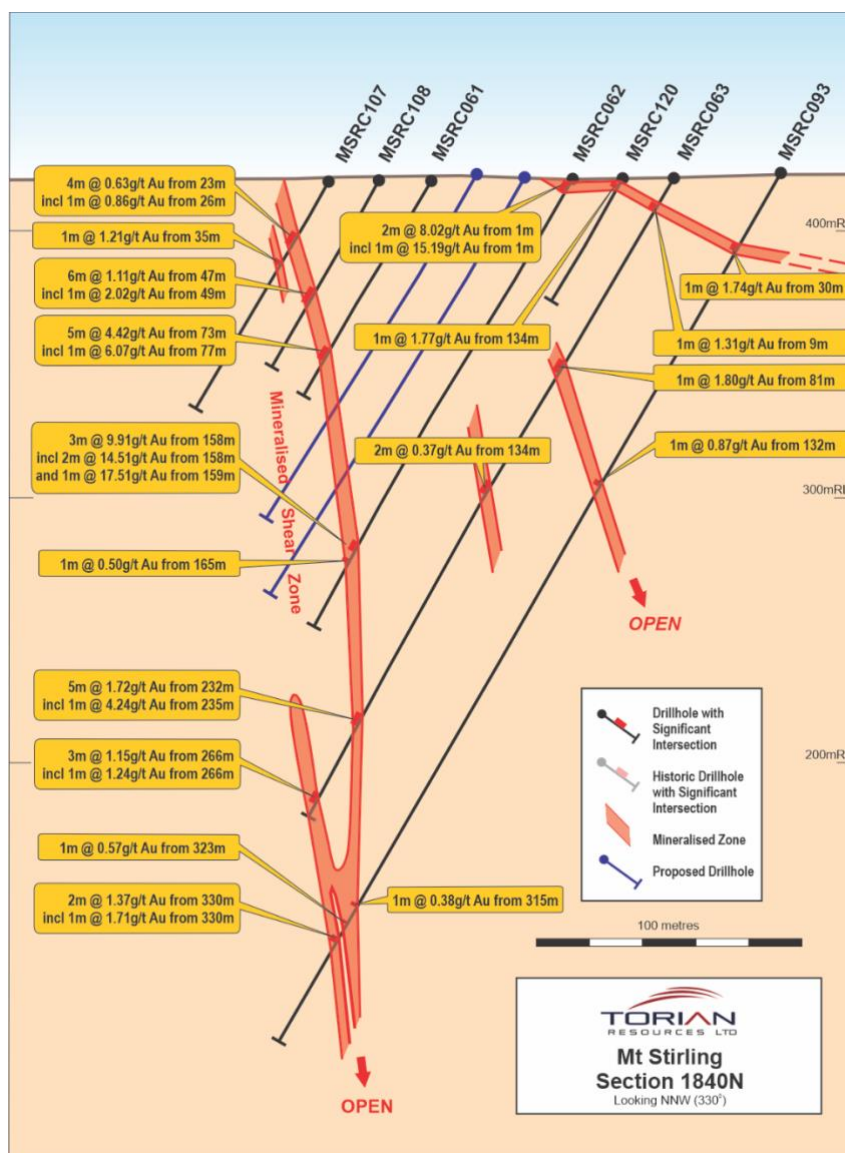 MSRC107
MSRC108
MSRC061
MSRC062
MSRC120
MSRC063
MSRC093
4m @ 0.63g/t Au from 23m
incl 1m @ 0.86g/t Au from 26m
1m @ 1.21g/t Au from 35m
6m @ 1.11g/t Au from 47m
incl 1m @ 2.02g/t Au from 49m
5m @ 4.42g/t Au from 73m
incl 1m @ 6.07g/t Au from 77m
3m @ 9.91g/t Au from 158m
incl 2m @ 14.51g/t Au from 158m
and 1m @ 17.51g/t Au from 159m
1m @ 0.50g/t Au from 165m
5m @ 1.72g/t Au from 232m
incl 1m @ 4.24g/t Au from 235m
3m @ 1.15g/t Au from 266m
incl 1m @ 1.24g/t Au from 266m
1m @ 0.57g/t Au from 323m
2m @ 1.37g/t Au from 330m
incl 1m @ 1.71g/t Au from 330m
Mineralised Shear Zone
2m @ 8.02g/t Au from 1m
incl 1m @ 15.19g/t Au from 1m
1m @ 1.77g/t Au from 134m
2m @ 0.37g/t Au from 134m
1m @ 0.38g/t Au from 315m
400mR
1m @ 1.74g/t Au from 30m
1m @ 1.31g/t Au from 9m
1m @ 1.80g/t Au from 81m
1m @ 0.87g/t Au from 132m
300mRL
OPEN
200mR
OPEN
Drillhole with
Significant
Intersection
Historic Drillhole
with Significant
Intersection
Mineralised Zone
Proposed Drillhole
100 metres
TORIAN
RESOURCES LTD
Mt Stirling
Section 1840N
Looking NNW (330°)